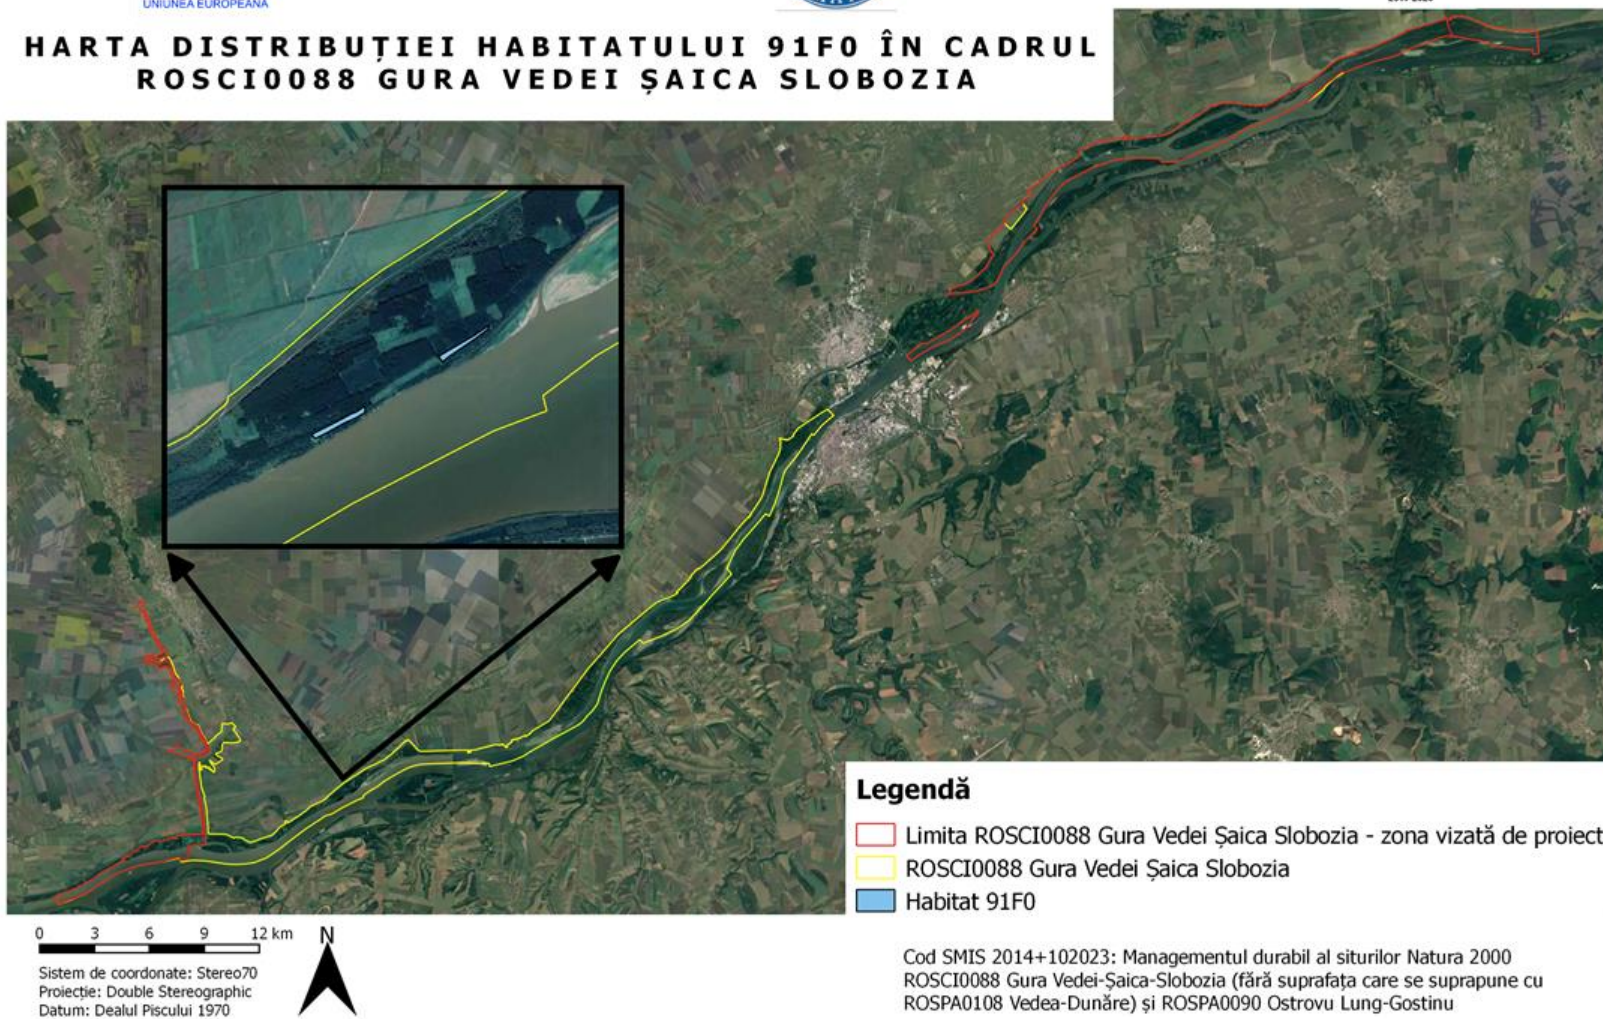 UNIUNEA EUROPEANĂ
HARTA DISTRIBUȚIEI HABITATULUI 91F0 ÎN CADRUL
ROSCI0088 GURA VEDEI ȘAICA SLOBOZIA
Legendă
Limita ROSCI0088 Gura Vedei Șaica Slobozia - zona vizată de proiect
ROSCI0088 Gura Vedei Șaica Slobozia
Habitat 91F0
0 3 6 9 12 km
N
Sistem de coordonate: Stereo70
Proiecție: Double Stereographic
Datum: Dealul Piscului 1970
Cod SMIS 2014+102023: Managementul durabil al siturilor Natura 2000
ROSCI0088 Gura Vedei-Șaica-Slobozia (fără suprafața care se suprapune cu
ROSPA0108 Vedea-Dunăre) și ROSPA0090 Ostrovu Lung-Gostinu